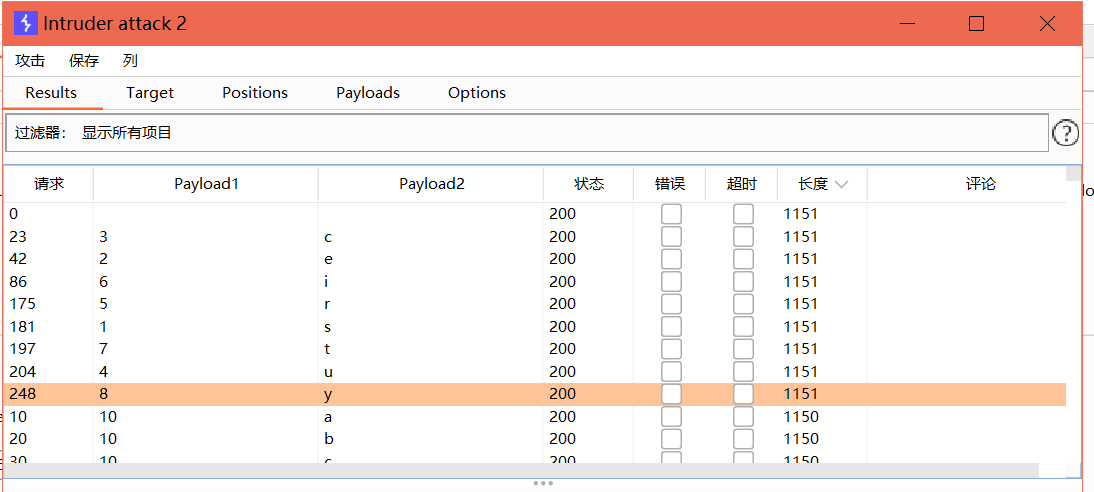 Intruder attack 2
攻击 保存 列
Results Target Positions Payloads Options
过滤器： 显示所有项目 ?
请求 Payload1 Payload2 状态 错误 超时 长度 评论
0 200 1151
23 3 c 200 1151
42 2 e 200 1151
86 6 i 200 1151
175 5 r 200 1151
181 1 s 200 1151
197 7 t 200 1151
204 4 u 200 1151
248 8 y 200 1151
10 10 a 200 1150
20 10 b 200 1150
30 10 c 200 1150